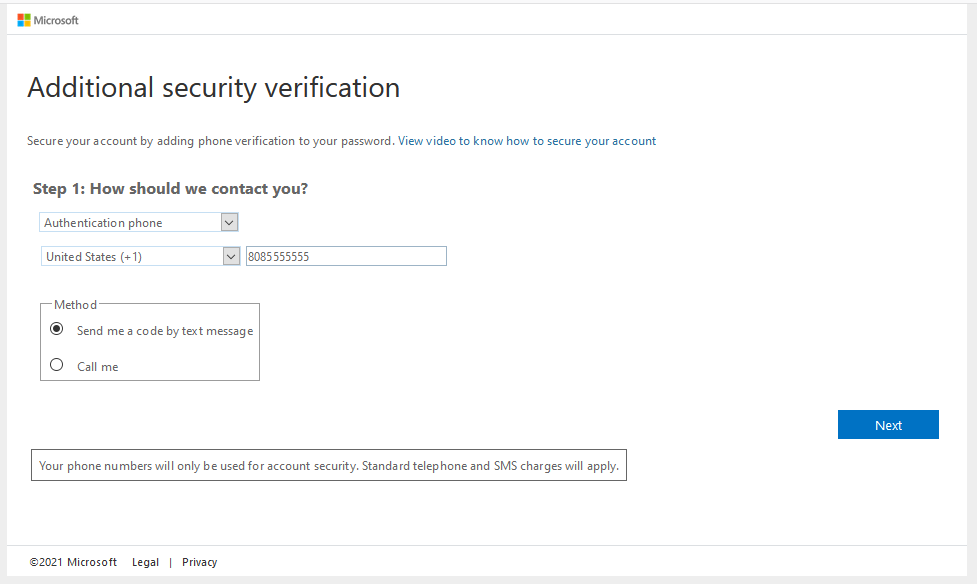 Microsoft
Additional security verification
Secure your account by adding phone verification to your password. View video to know how to secure your account
Step 1: How should we contact you?
Authentication phone
United States (+1) 8085555555
Method
Send me a code by text message
Call me
Next
Your phone numbers will only be used for account security. Standard telephone and SMS charges will apply.
©2021 Microsoft Legal | Privacy